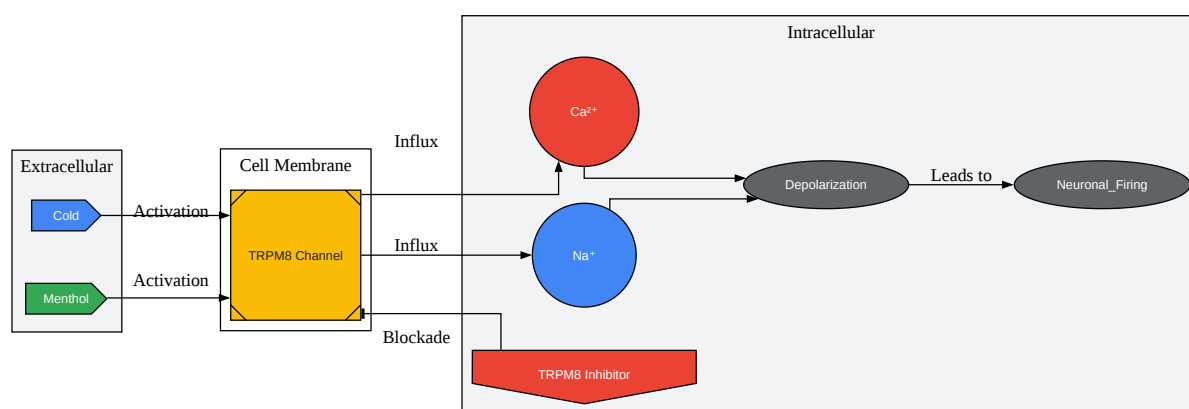 Intracellular
Ca²⁺
Influx
Extracellular
Cell Membrane
Cold
Activation
TRPM8 Channel
Depolarization
Leads to
Neuronal_Firing
Influx
Na⁺
Menthol
Activation
Blockade
TRPM8 Inhibitor